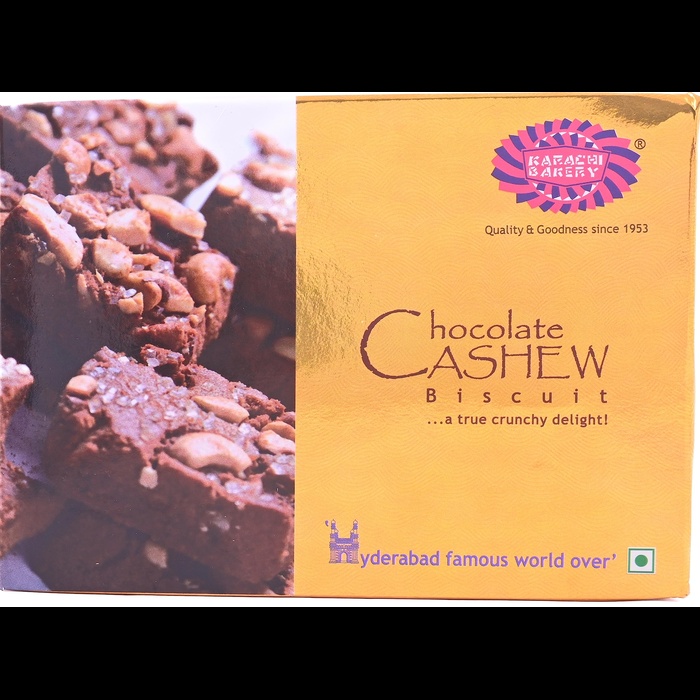 KARACHI
BAKERY
®
Quality & Goodness since 1953
Chocolate
CASHEW
Biscuit
...a true crunchy delight!
'Hyderabad famous world over'